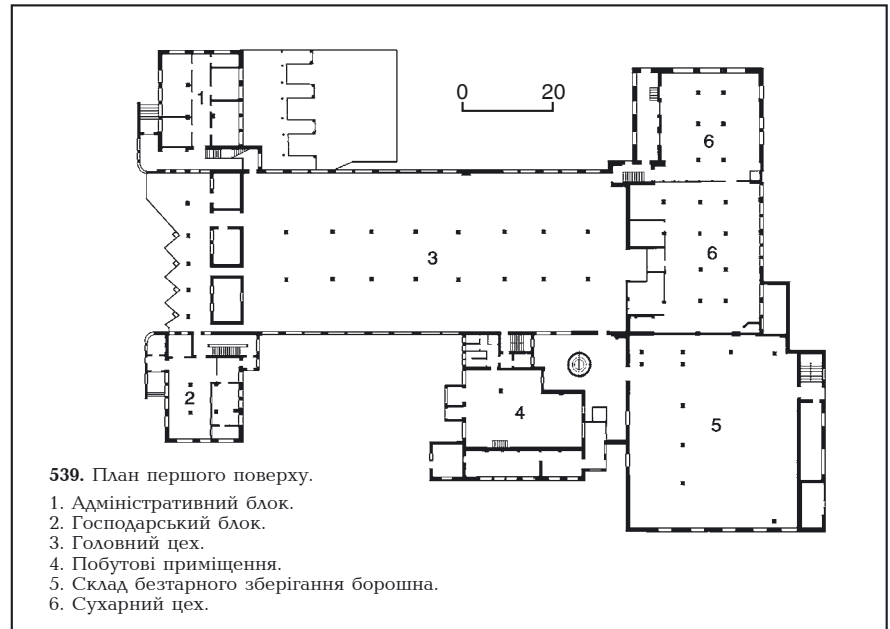 1
0 20
6
6
3
2
4
5
539. План першого поверху.
1. Адміністративний блок.
2. Господарський блок.
3. Головний цех.
4. Побутові приміщення.
5. Склад безтарного зберігання борошна.
6. Сухарний цех.